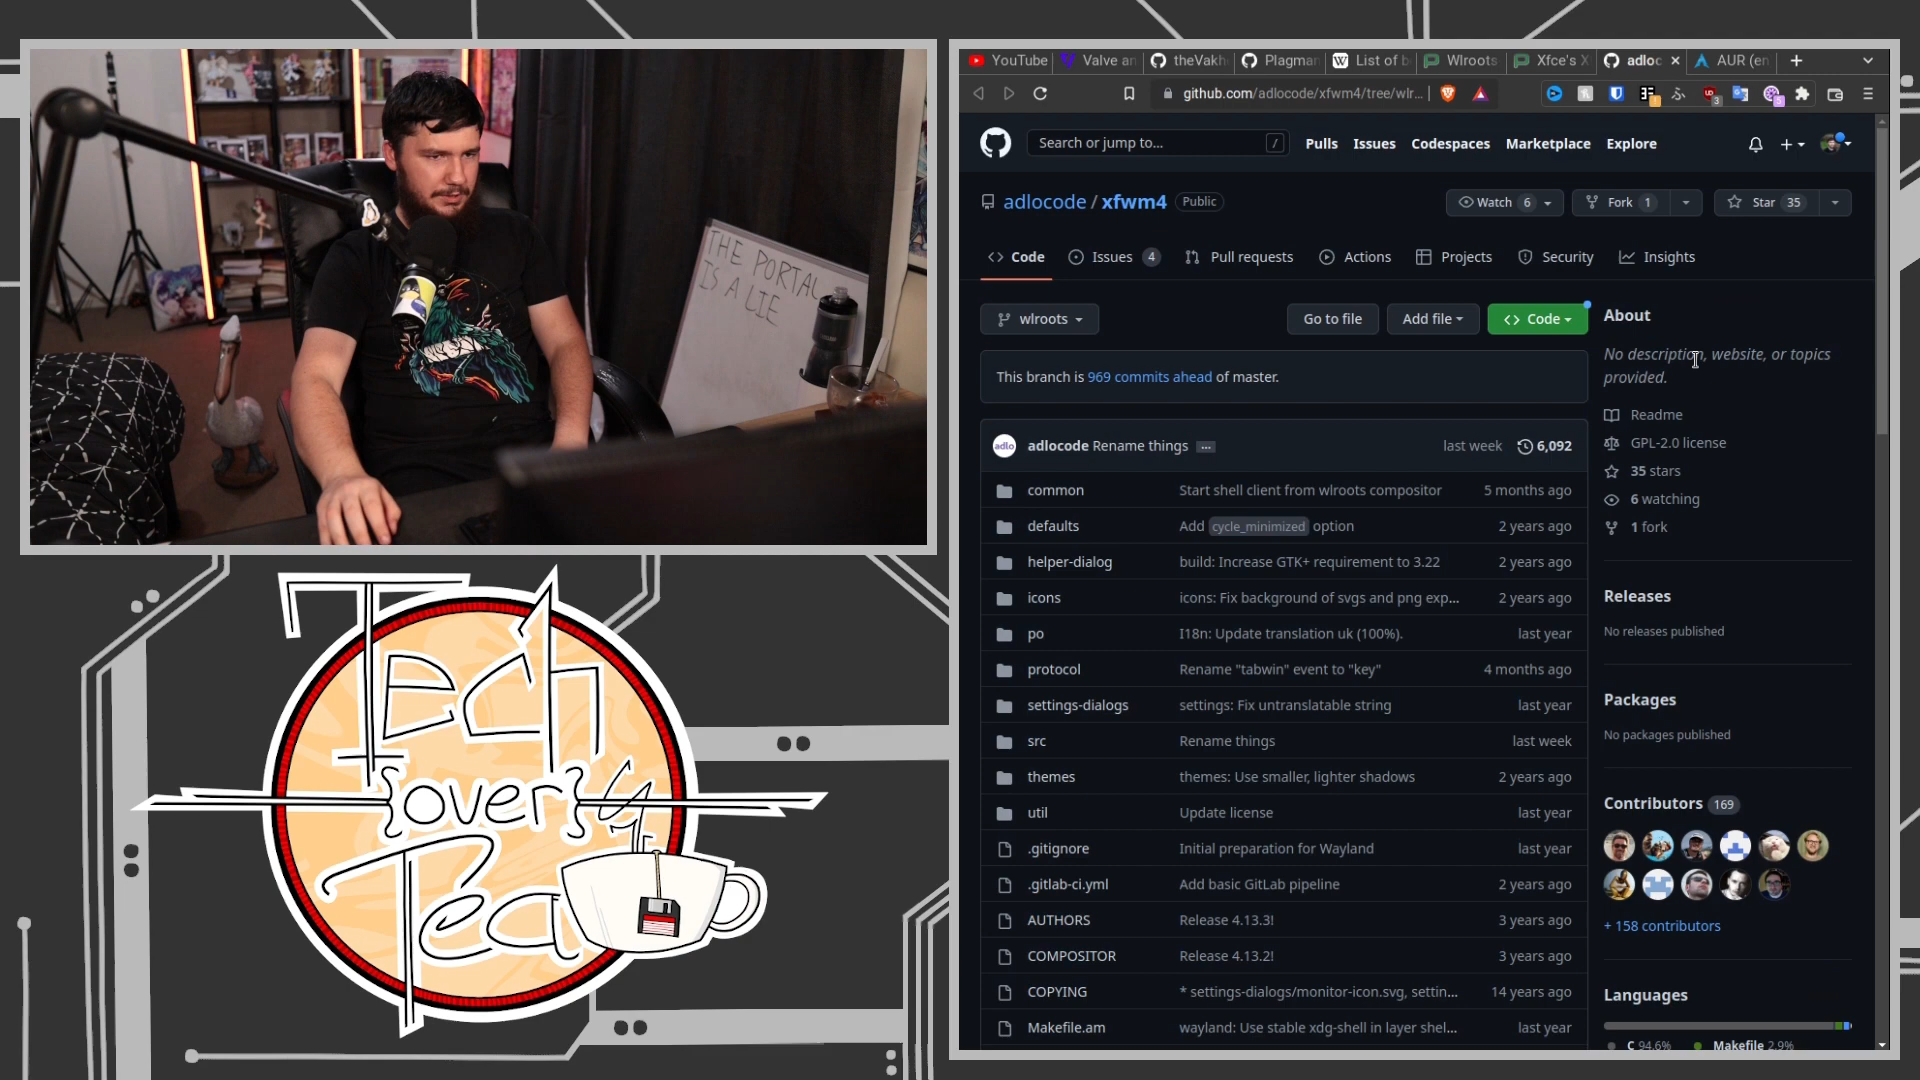 THE PORTAL
IS A LIE
Tech
{over}
Tea
YouTube
Valve an
theVakh
Plagman
List of b
Wlroots
Xfce's X
adloc
AUR (en
github.com/adlocode/xfwm4/tree/wlr...
Search or jump to...
/
Pulls
Issues
Codespaces
Marketplace
Explore
adlocode / xfwm4
Public
Watch 6
Fork 1
Star 35
Code
Issues 4
Pull requests
Actions
Projects
Security
Insights
wlroots
Go to file
Add file
Code
This branch is 969 commits ahead of master.
adlo
adlocode Rename things ... last week 6,092
common Start shell client from wlroots compositor 5 months ago
defaults Add cycle_minimized option 2 years ago
helper-dialog build: Increase GTK+ requirement to 3.22 2 years ago
icons icons: Fix background of svgs and png exp... 2 years ago
po I18n: Update translation uk (100%). last year
protocol Rename "tabwin" event to "key" 4 months ago
settings-dialogs settings: Fix untranslatable string last year
src Rename things last week
themes themes: Use smaller, lighter shadows 2 years ago
util Update license last year
.gitignore Initial preparation for Wayland last year
.gitlab-ci.yml Add basic GitLab pipeline 2 years ago
AUTHORS Release 4.13.3! 3 years ago
COMPOSITOR Release 4.13.2! 3 years ago
COPYING * settings-dialogs/monitor-icon.svg, settin... 14 years ago
Makefile.am wayland: Use stable xdg-shell in layer shel... last year
About
No description, website, or topics
provided.
Readme
GPL-2.0 license
35 stars
6 watching
1 fork
Releases
No releases published
Packages
No packages published
Contributors 169
+ 158 contributors
Languages
C 94.6% Makefile 2.9%